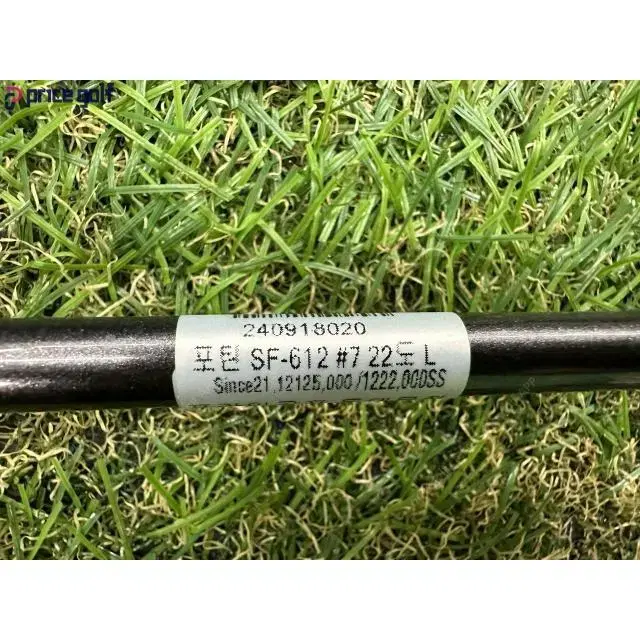 price golf
240918020
포틴 SF-612 #7 22도 L
Since21,12125,000/1222,000SS